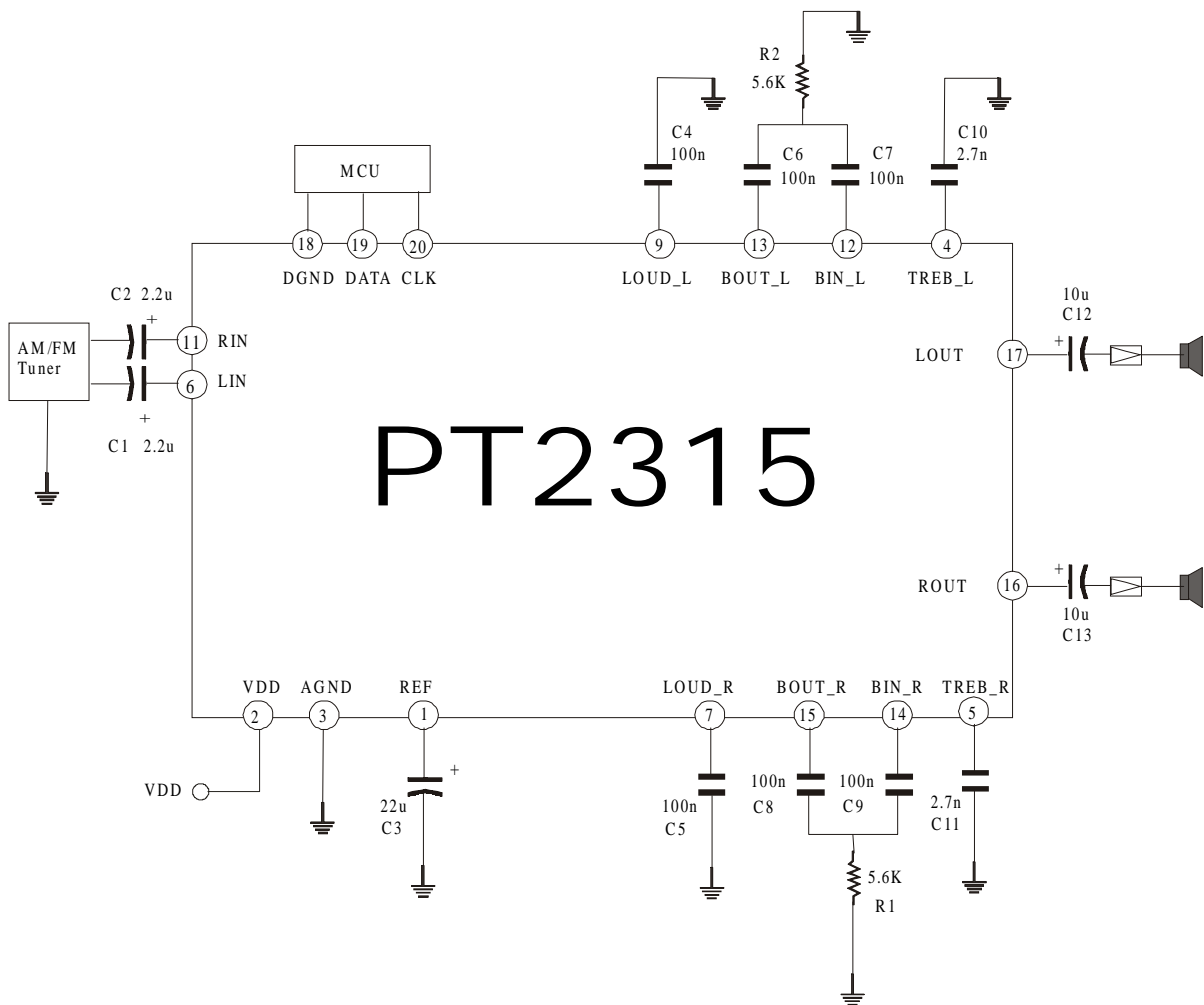 R2
5.6K
C4
100n
C6
100n
C7
100n
C10
2.7n
MCU
18
19
20
9
13
12
4
DGND
DATA
CLK
LOUD_L
BOUT_L
BIN_L
TREB_L
C2 2.2u
+
AM/FM
Tuner
11
RIN
6
LIN
+
C1 2.2u
10u
C12
+
LOUT
17
PT2315
ROUT
16
+
10u
C13
VDD
AGND
REF
LOUD_R
BOUT_R
BIN_R
TREB_R
2
3
1
7
15
14
5
VDD
+
22u
C3
100n
C5
100n
C8
100n
C9
2.7n
C11
5.6K
R1